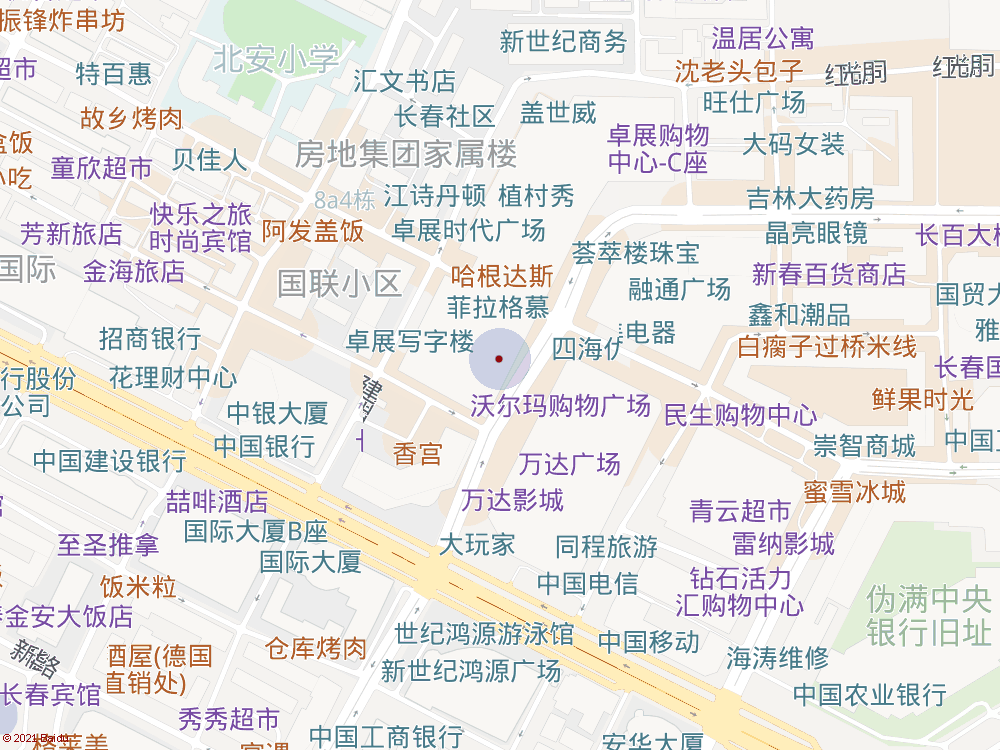 振锋炸串坊
新世纪商务
温居公寓
北安小学
超市
特百惠
汇文书店
沈老头包子
红旗街
故乡烤肉
长春社区
盖世威
旺仕广场
盒饭
童欣超市
贝佳人
房地集团家属楼
卓展购物
中心-C座
大码女装
小吃
8a4栋
江诗丹顿
植村秀
吉林大药房
快乐之旅
时尚宾馆
阿发盖饭
卓展时代广场
芳新旅店
晶亮眼镜
长百大楼
荟萃楼珠宝
国际
金海旅店
国联小区
哈根达斯
菲拉格慕
融通广场
新春百货商店
国贸大
鑫和潮品
招商银行
卓展写字楼
四海
电器
白瘸子过桥米线
行股份
公司
花理财中心
长春国
鲜果时光
中银大厦
沃尔玛购物广场
民生购物中心
中国银行
香宫
崇智商城
中国工
中国建设银行
万达广场
喆啡酒店
万达影城
蜜雪冰城
国际大厦B座
青云超市
至圣推拿
国际大厦
大玩家
同程旅游
雷纳影城
饭米粒
中国电信
钻石活力
汇购物中心
金安大饭店
伪满中央
银行旧址
世纪鸿源游泳馆
中国移动
仓库烤肉
酒屋(德国
直销处)
新世纪鸿源广场
海涛维修
长春宾馆
中国农业银行
秀秀超市
中国工商银行
安华大厦
格莱美
© 2021 Baidu